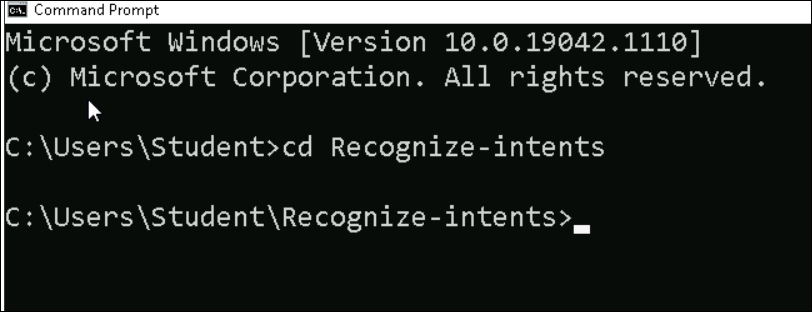 Command Prompt
Microsoft Windows [Version 10.0.19042.1110]
(c) Microsoft Corporation. All rights reserved.
C:\Users\Student>cd Recognize-intents
C:\Users\Student\Recognize-intents>